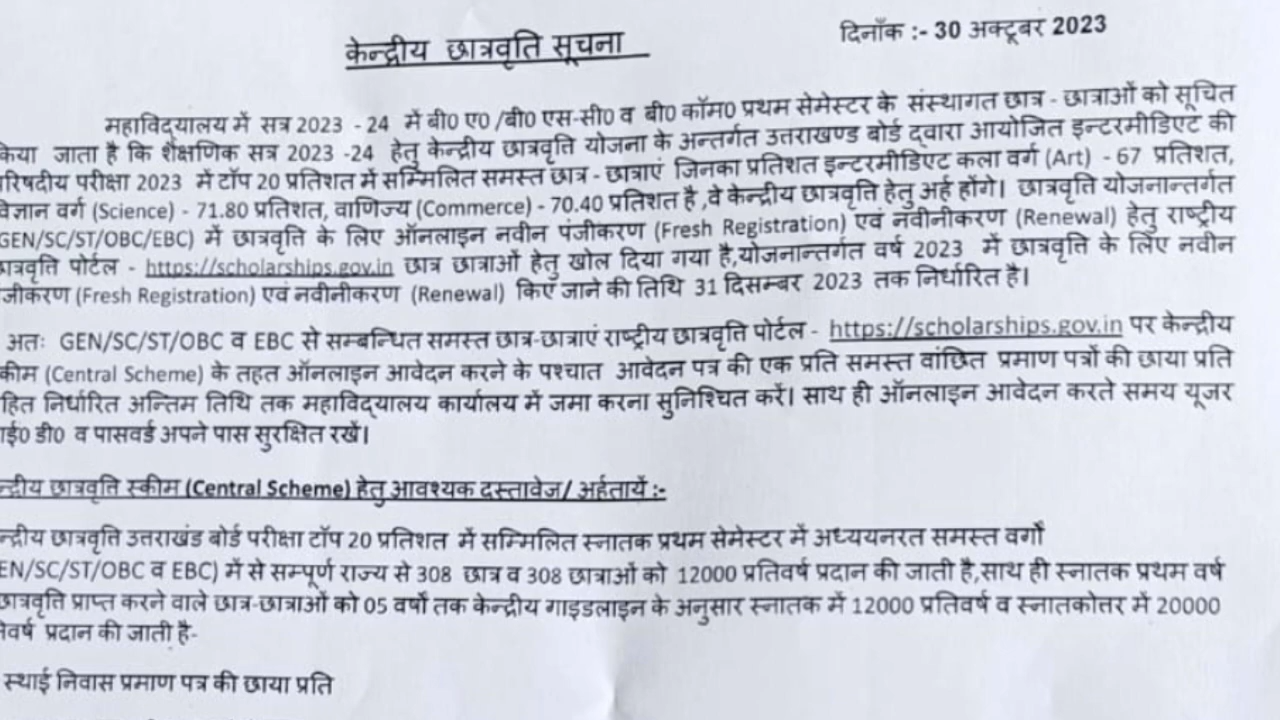 केन्द्रीय छात्रवृति सूचना
दिनाँक :- 30 अक्टूबर 2023
महाविद्यालय में सत्र 2023 - 24 में बी0 ए0 /बी0 एस-सी0 व बी0 कॉम0 प्रथम सेमेस्टर के संस्थागत छात्र - छात्राओं को सूचित
किया जाता है कि शैक्षणिक सत्र 2023 -24 हेतु केन्द्रीय छात्रवृति योजना के अन्तर्गत उत्तराखण्ड बोर्ड द्वारा आयोजित इन्टरमीडिएट की
रिषदीय परीक्षा 2023 में टॉप 20 प्रतिशत में सम्मिलित समस्त छात्र - छात्राएं जिनका प्रतिशत इन्टरमीडिएट कला वर्ग (Art) - 67 प्रतिशत,
विज्ञान वर्ग (Science) - 71.80 प्रतिशत, वाणिज्य (Commerce) - 70.40 प्रतिशत है ,वे केन्द्रीय छात्रवृति हेतु अर्ह होंगे। छात्रवृति योजनान्तर्गत
GEN/SC/ST/OBC/EBC) में छात्रवृति के लिए ऑनलाइन नवीन पंजीकरण (Fresh Registration) एवं नवीनीकरण (Renewal) हेतु राष्ट्रीय
ात्रवृति पोर्टल - https://scholarships.gov.in छात्र छात्राओं हेतु खोल दिया गया है,योजनान्तर्गत वर्ष 2023 में छात्रवृति के लिए नवीन
जीकरण (Fresh Registration) एवं नवीनीकरण (Renewal) किए जाने की तिथि 31 दिसम्बर 2023 तक निर्धारित है।
अतः GEN/SC/ST/OBC व EBC से सम्बन्धित समस्त छात्र-छात्राएं राष्ट्रीय छात्रवृति पोर्टल - https://scholarships.gov.in पर केन्द्रीय
कीम (Central Scheme) के तहत ऑनलाइन आवेदन करने के पश्चात आवेदन पत्र की एक प्रति समस्त वांछित प्रमाण पत्रों की छाया प्रति
हित निर्धारित अन्तिम तिथि तक महाविद्यालय कार्यालय में जमा करना सुनिश्चित करें। साथ ही ऑनलाइन आवेदन करते समय यूजर
ाई0 डी0 व पासवर्ड अपने पास सुरक्षित रखें।
न्द्रीय छात्रवृति स्कीम (Central Scheme) हेतु आवश्यक दस्तावेज/ अर्हतायें :-
न्द्रीय छात्रवृति उत्तराखंड बोर्ड परीक्षा टॉप 20 प्रतिशत में सम्मिलित स्नातक प्रथम सेमेस्टर में अध्ययनरत समस्त वर्गों
EN/SC/ST/OBC व EBC) में से सम्पूर्ण राज्य से 308 छात्र व 308 छात्राओं को 12000 प्रतिवर्ष प्रदान की जाती है,साथ ही स्नातक प्रथम वर्ष
छात्रवृति प्राप्त करने वाले छात्र-छात्राओं को 05 वर्षों तक केन्द्रीय गाइडलाइन के अनुसार स्नातक में 12000 प्रतिवर्ष व स्नातकोत्तर में 20000
िवर्ष प्रदान की जाती है-
स्थाई निवास प्रमाण पत्र की छाया प्रति